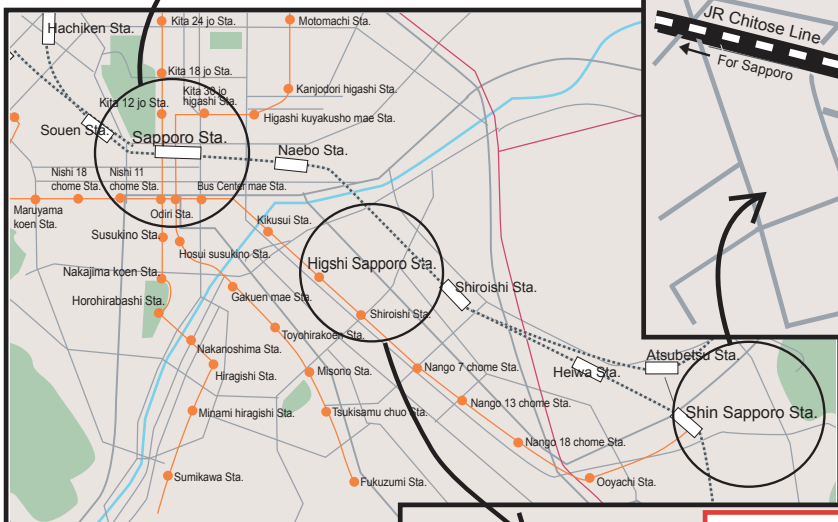 Hachiken Sta.
Kita 24 jo Sta.
Motomachi Sta.
JR Chitose Line
For Sapporo
Kita 18 jo Sta.
Kita 30 jo
higashi Sta.
Kanjodori higashi Sta.
Kita 12 jo Sta.
Higashi kuyakusho mae Sta.
Souen Sta.
Sapporo Sta.
Naebo Sta.
Nishi 18
chome Sta.
Nishi 11
chome Sta.
Bus Center mae Sta.
Maruyama
koen Sta.
Odiri Sta.
Kikusui Sta.
Susukino Sta.
Hosui susukino Sta.
Higshi Sapporo Sta.
Nakajima koen Sta.
Shiroishi Sta.
Horohirabashi Sta.
Gakuen mae Sta.
Shiroishi Sta.
Toyohirakoen Sta.
Nakanoshima Sta.
Atsubetsu Sta.
Hiragishi Sta.
Misono Sta.
Nango 7 chome Sta.
Heiwa Sta.
Minami hiragishi Sta.
Tsukisamu chuo Sta.
Nango 13 chome Sta.
Shin Sapporo Sta.
Nango 18 chome Sta.
Sumikawa Sta.
Fukuzumi Sta.
Ooyachi Sta.